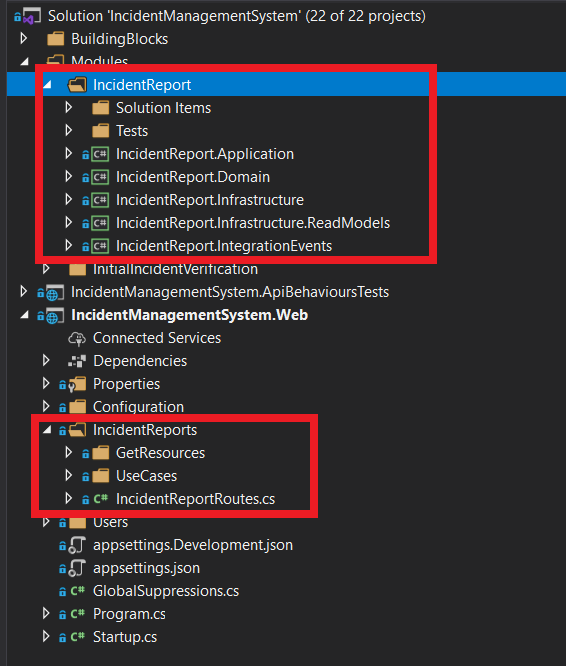 Solution 'IncidentManagementSystem' (22 of 22 projects)
BuildingBlocks
Modules
IncidentReport
Solution Items
Tests
C# IncidentReport.Application
C# IncidentReport.Domain
C# IncidentReport.Infrastructure
C# IncidentReport.Infrastructure.ReadModels
C# IncidentReport.IntegrationEvents
InitialIncidentVerification
IncidentManagementSystem.ApiBehavioursTests
IncidentManagementSystem.Web
Connected Services
Dependencies
Properties
Configuration
IncidentReports
GetResources
UseCases
C# IncidentReportRoutes.cs
Users
appsettings.Development.json
appsettings.json
C# GlobalSuppressions.cs
C# Program.cs
C# Startup.cs